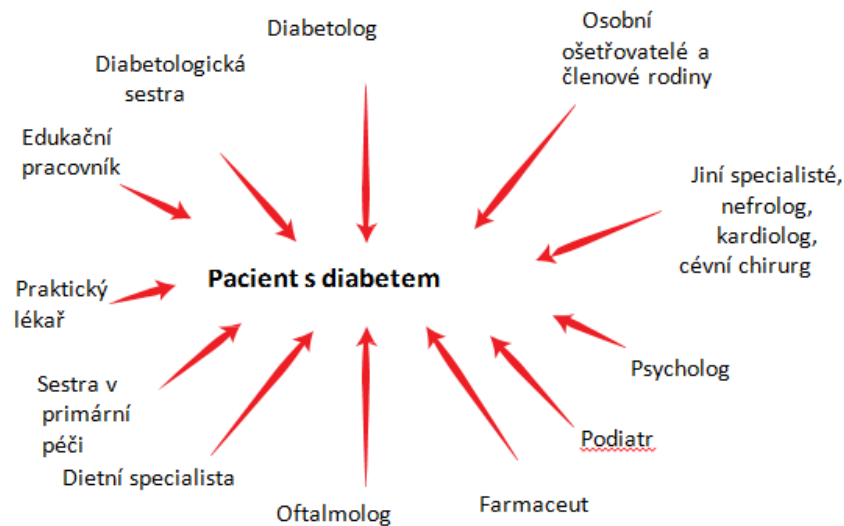 Diabetolog
Osobní
ošetřovatelé a
členové rodiny
Diabetologická
sestra
Edukační
pracovník
Jiní specialisté,
nefrolog,
kardiolog,
cévní chirurg
Pacient s diabetem
Praktický
lékař
Sestra v
primární
péči
Psycholog
Podiatr
Dietní specialista
Oftalmolog
Farmaceut